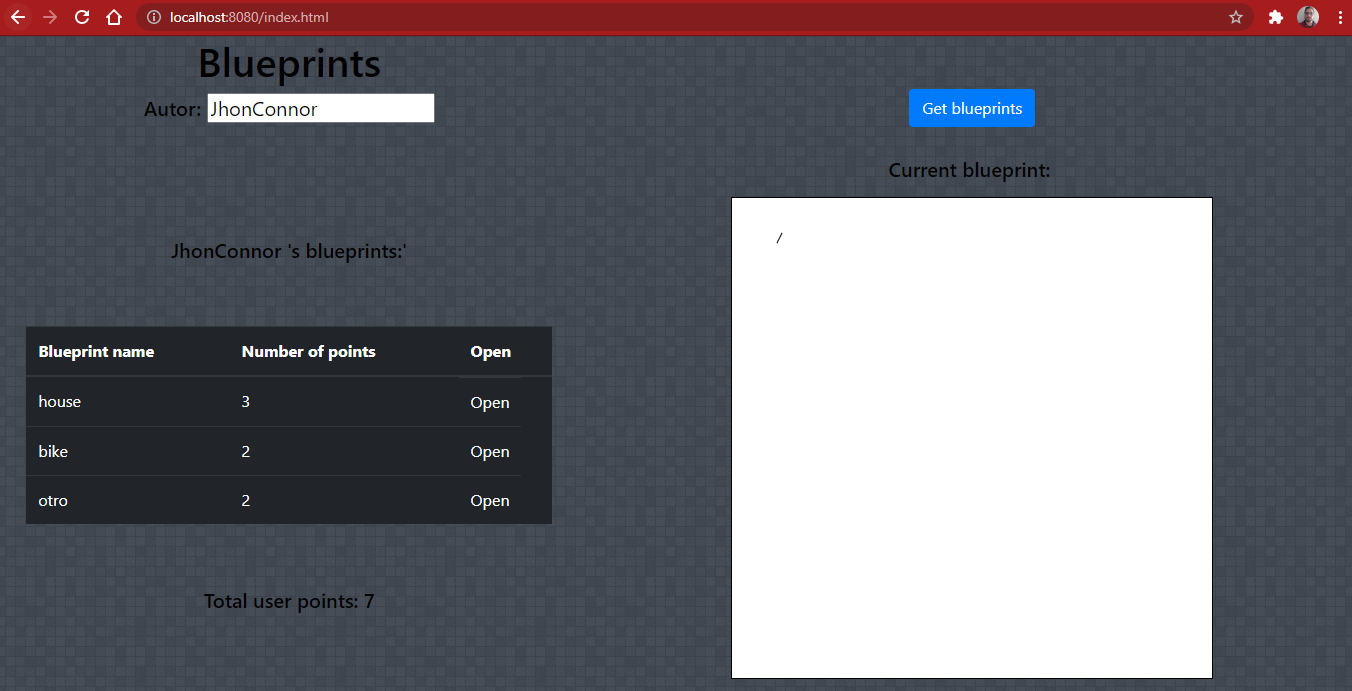 localhost:8080/index.html
Blueprints
Autor: JhonConnor
Get blueprints
Current blueprint:
JhonConnor 's blueprints:'
Blueprint name Number of points Open
house 3 Open
bike 2 Open
otro 2 Open
Total user points: 7